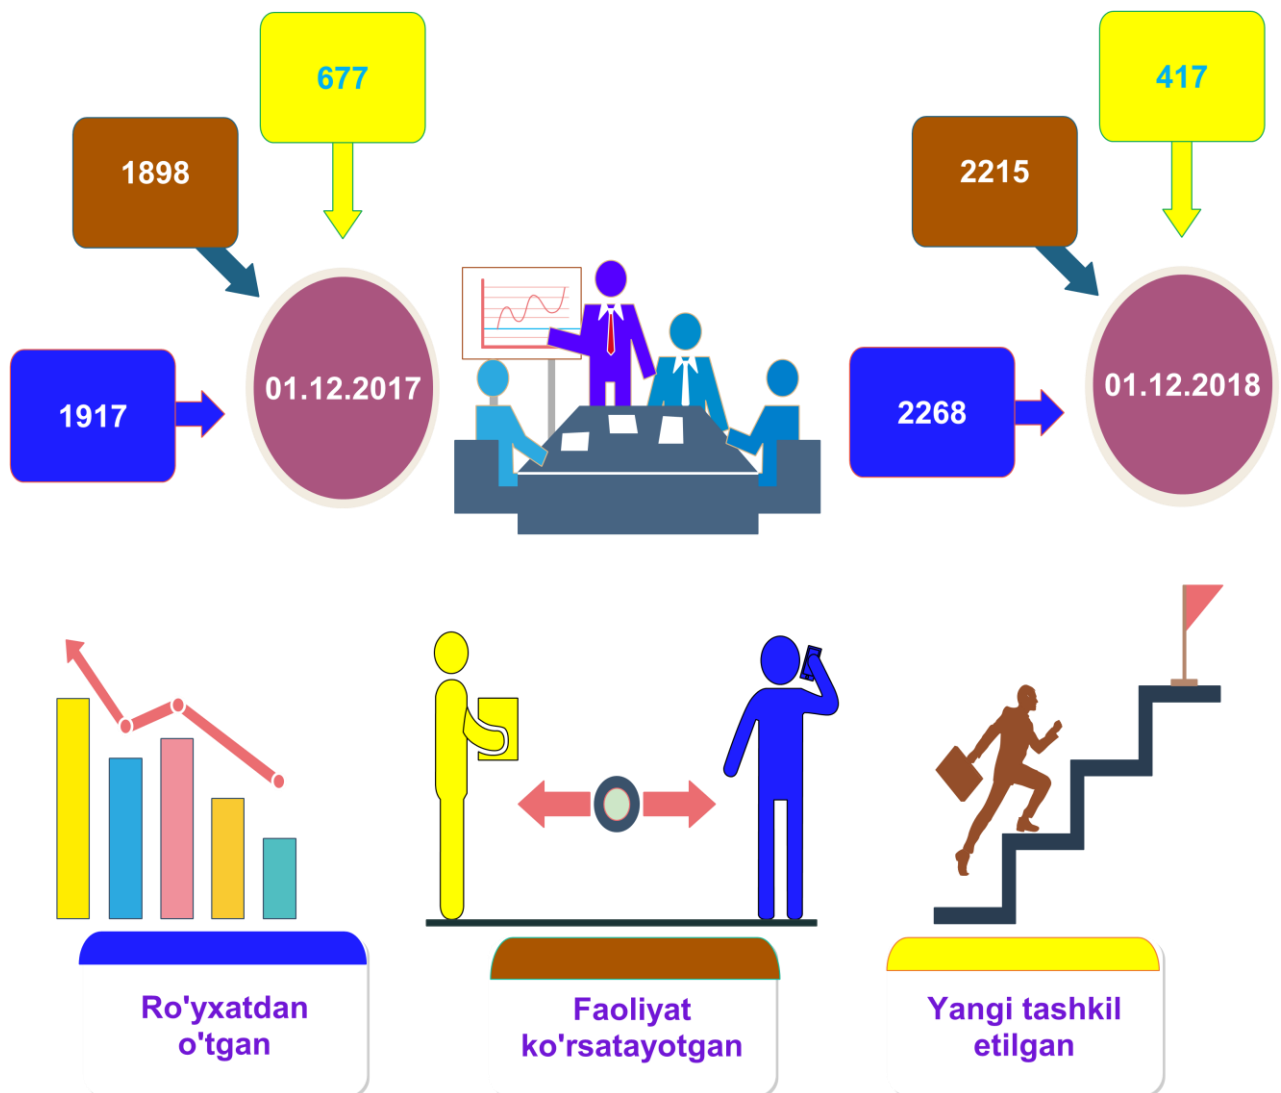 677
417
1898
2215
01.12.2017
01.12.2018
1917
2268
Ro'yxatdan
o'tgan
Faoliyat
ko'rsatayotgan
Yangi tashkil
etilgan